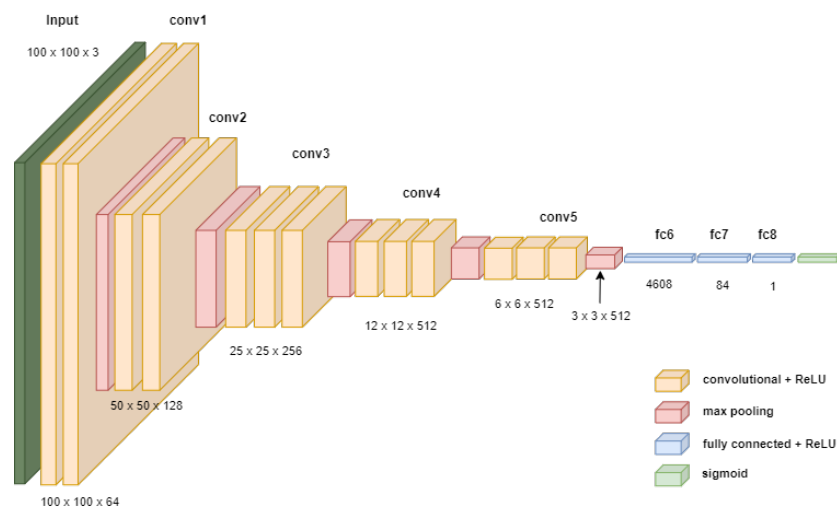 Input
conv1
100 x 100 x 3
conv2
conv3
conv4
conv5
fc6
fc7
fc8
4608
84
1
6 x 6 x 512
3 x 3 x 512
12 x 12 x 512
25 x 25 x 256
50 x 50 x 128
100 x 100 x 64
convolutional + ReLU
max pooling
fully connected + ReLU
sigmoid